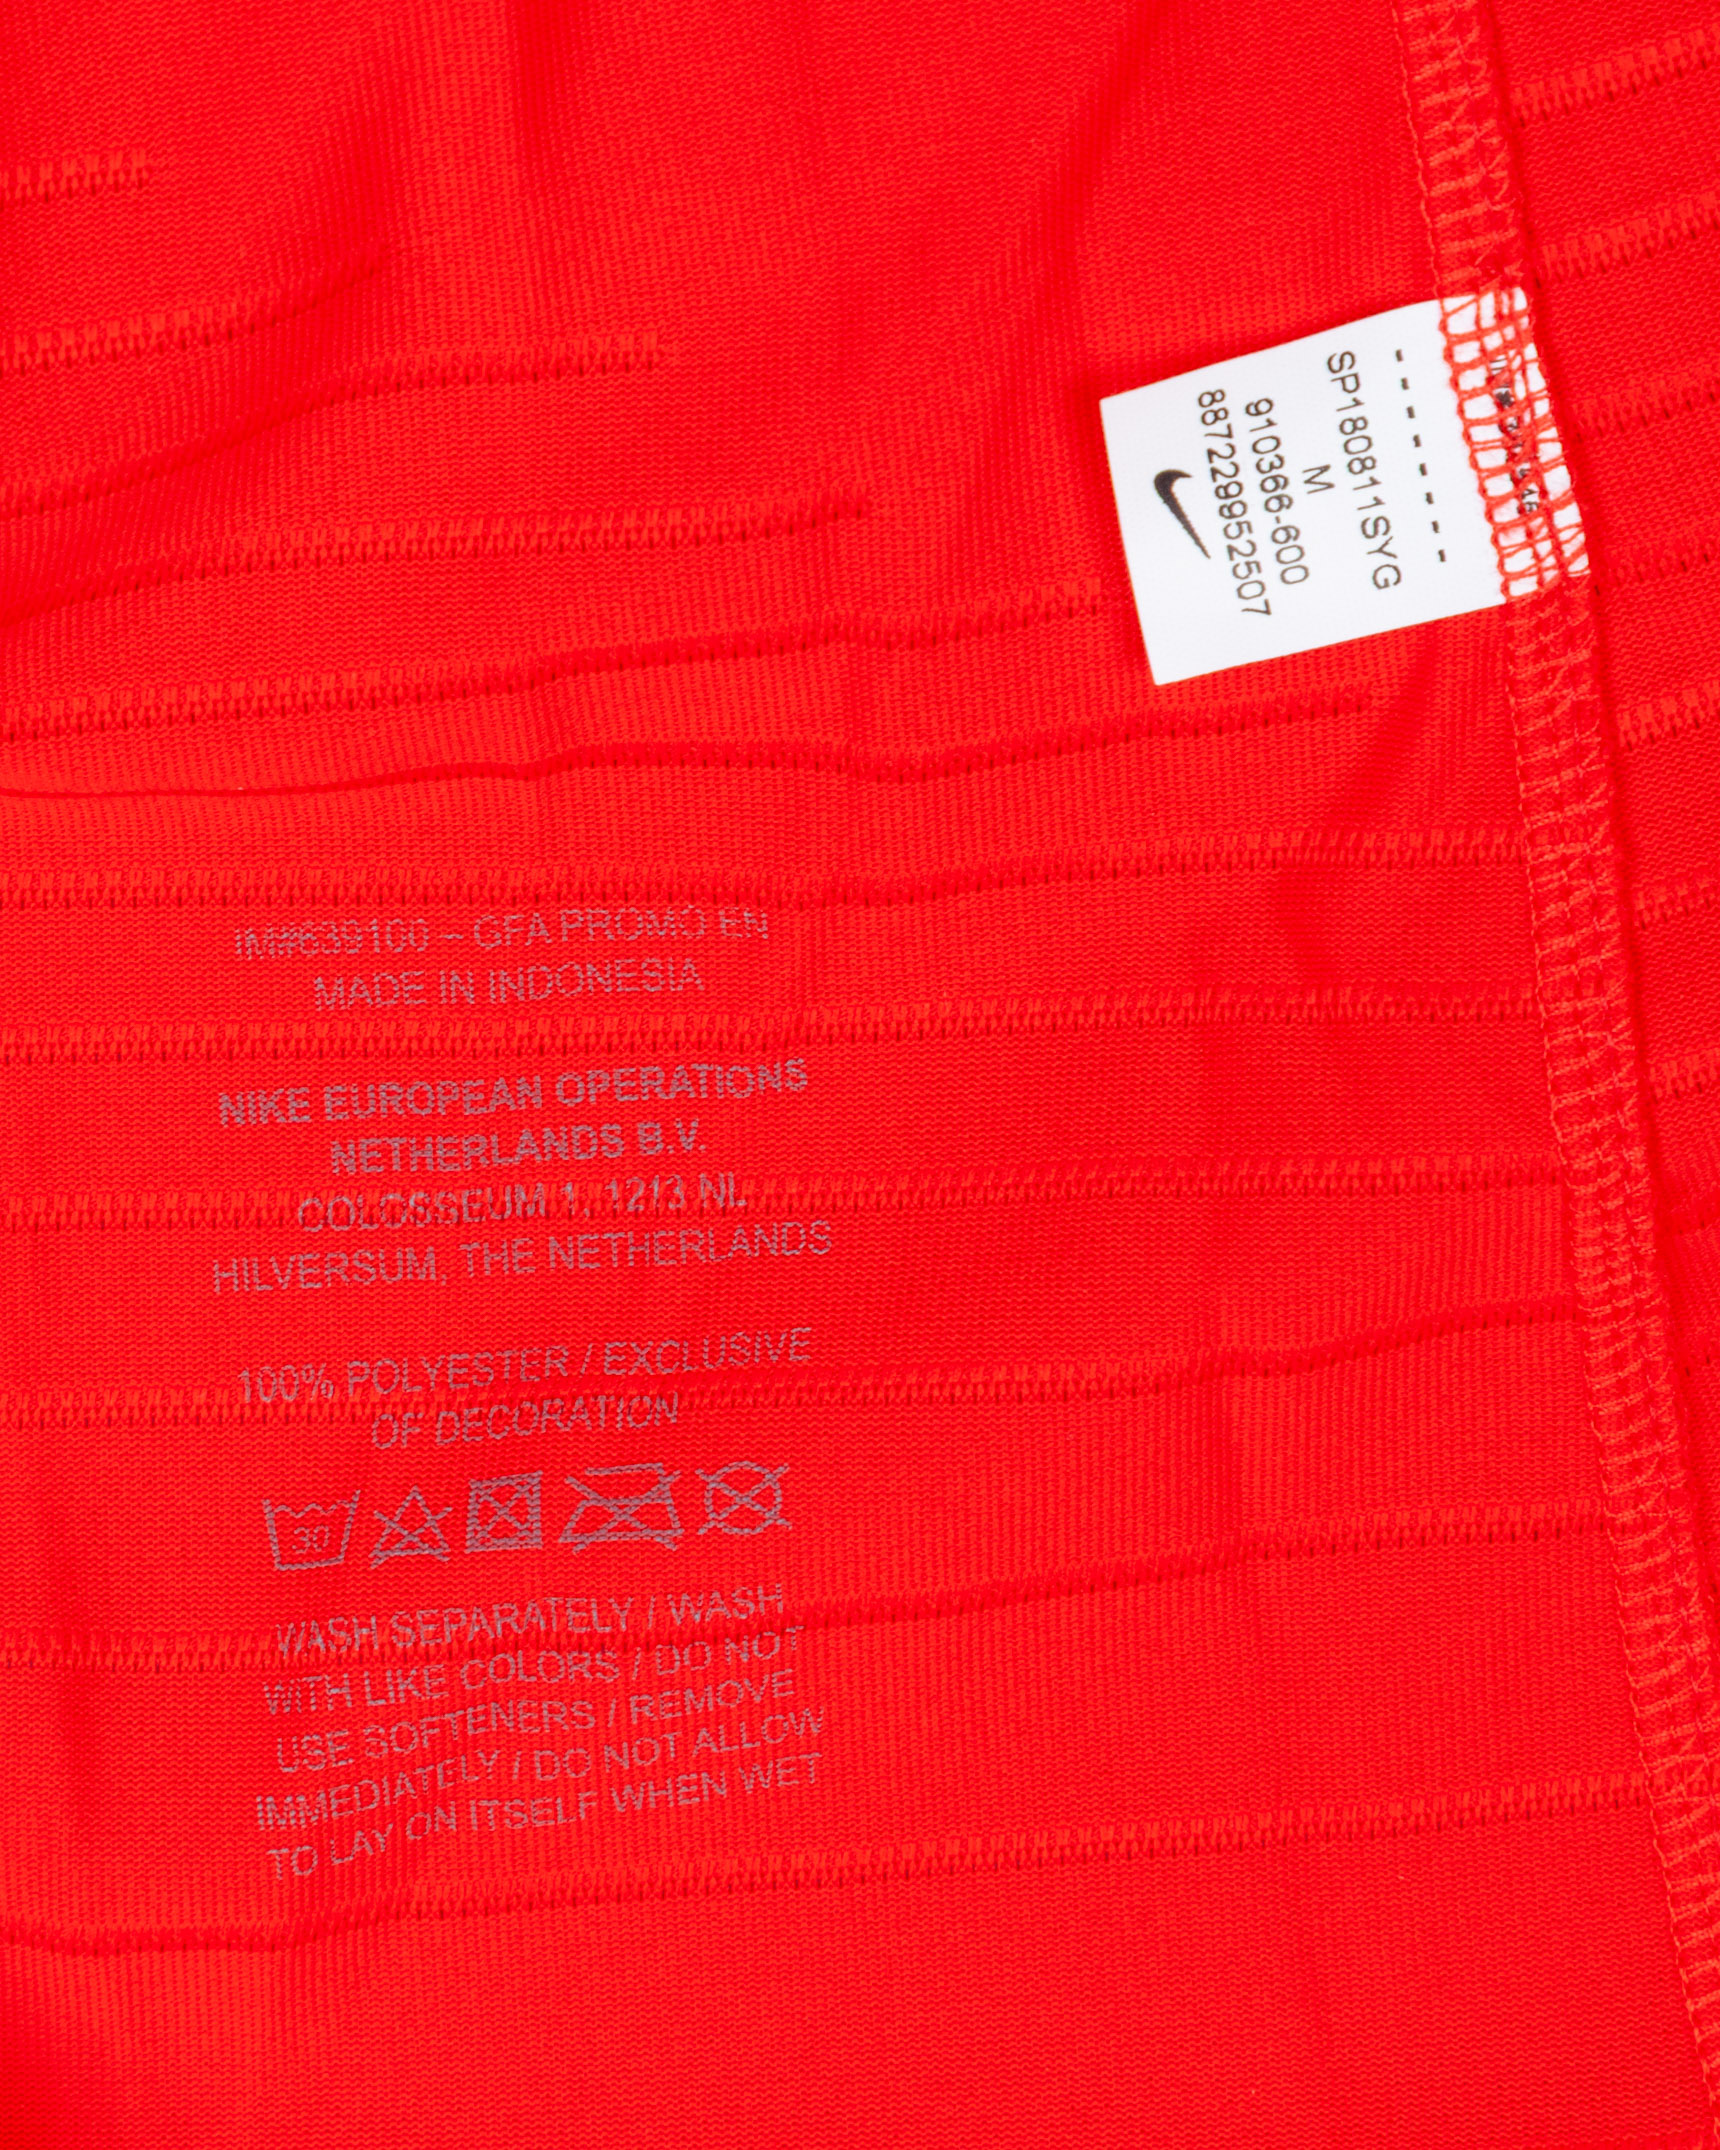 - - - - - - -
SP180811SYG
M
910366-600
887229952507
IM#639100 – GFA PROMO EN
MADE IN INDONESIA
NIKE EUROPEAN OPERATIONS
NETHERLANDS B.V.
COLOSSEUM 1, 1213 NL
HILVERSUM, THE NETHERLANDS
100% POLYESTER / EXCLUSIVE
OF DECORATION
30
WASH SEPARATELY / WASH
WITH LIKE COLORS / DO NOT
USE SOFTENERS / REMOVE
IMMEDIATELY / DO NOT ALLOW
TO LAY ON ITSELF WHEN WET